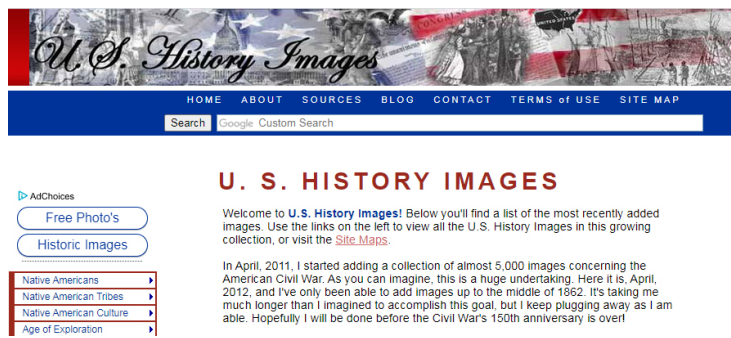 U.S. History Images
CONGRESS
UNITED STATES
HOME ABOUT SOURCES BLOG CONTACT TERMS of USE SITE MAP
Search Google Custom Search
AdChoices
Free Photo's
Historic Images
Native Americans
Native American Tribes
Native American Culture
Age of Exploration
U. S. HISTORY IMAGES
Welcome to U.S. History Images! Below you'll find a list of the most recently added
images. Use the links on the left to view all the U.S. History Images in this growing
collection, or visit the Site Maps.
In April, 2011, I started adding a collection of almost 5,000 images concerning the
American Civil War. As you can imagine, this is a huge undertaking. Here it is, April,
2012, and I've only been able to add images up to the middle of 1862. It's taking me
much longer than I imagined to accomplish this goal, but I keep plugging away as I am
able. Hopefully I will be done before the Civil War's 150th anniversary is over!